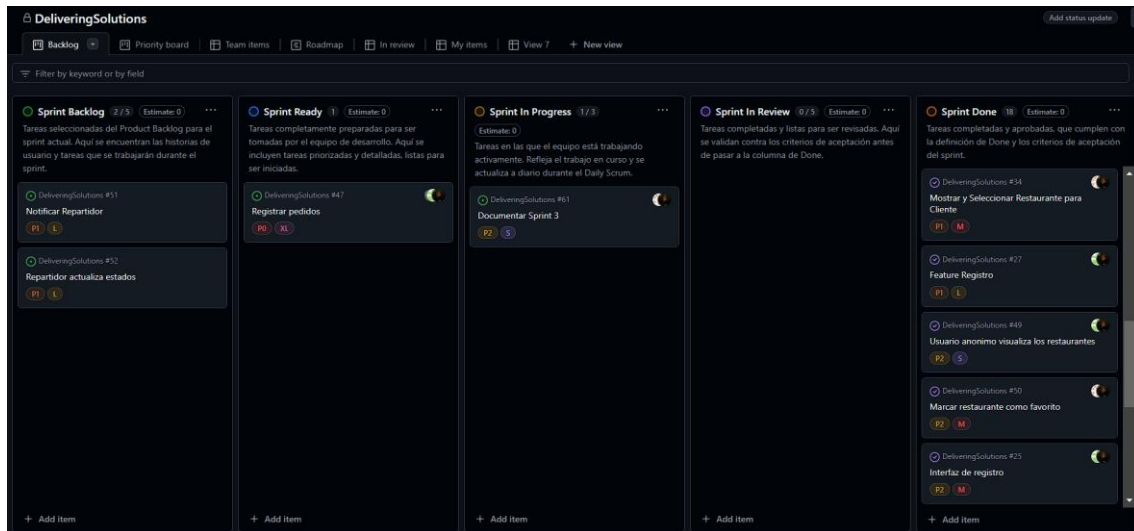 DeliveringSolutions
Add status update
Backlog
Priority board
Team items
Roadmap
In review
My items
View 7
+ New view
Filter by keyword or by field
Sprint Backlog 2 / 5 Estimate: 0 ...
Tareas seleccionadas del Product Backlog para el
sprint actual. Aquí se encuentran las historias de
usuario y tareas que se trabajarán durante el
sprint.
DeliveringSolutions #51
Notificar Repartidor
P1 L
DeliveringSolutions #52
Repartidor actualiza estados
P1 L
+ Add item
Sprint Ready 1 Estimate: 0 ...
Tareas completamente preparadas para ser
tomadas por el equipo de desarrollo. Aquí se
incluyen tareas priorizadas y detalladas, listas para
ser iniciadas.
DeliveringSolutions #47
Registrar pedidos
P0 XL
+ Add item
Sprint In Progress 1 / 3 ...
Estimate: 0
Tareas en las que el equipo está trabajando
activamente. Refleja el trabajo en curso y se
actualiza a diario durante el Daily Scrum.
DeliveringSolutions #61
Documentar Sprint 3
P2 S
+ Add item
Sprint In Review 0 / 5 Estimate: 0 ...
Tareas completadas y listas para ser revisadas. Aquí
se validan contra los criterios de aceptación antes
de pasar a la columna de Done.
+ Add item
Sprint Done 18 Estimate: 0 ...
Tareas completadas y aprobadas, que cumplen con
la definición de Done y los criterios de aceptación
del sprint.
DeliveringSolutions #34
Mostrar y Seleccionar Restaurante para
Cliente
P1 M
DeliveringSolutions #27
Feature Registro
P1 L
DeliveringSolutions #49
Usuario anonimo visualiza los restaurantes
P2 S
DeliveringSolutions #50
Marcar restaurante como favorito
P2 M
DeliveringSolutions #25
Interfaz de registro
P2 M
+ Add item